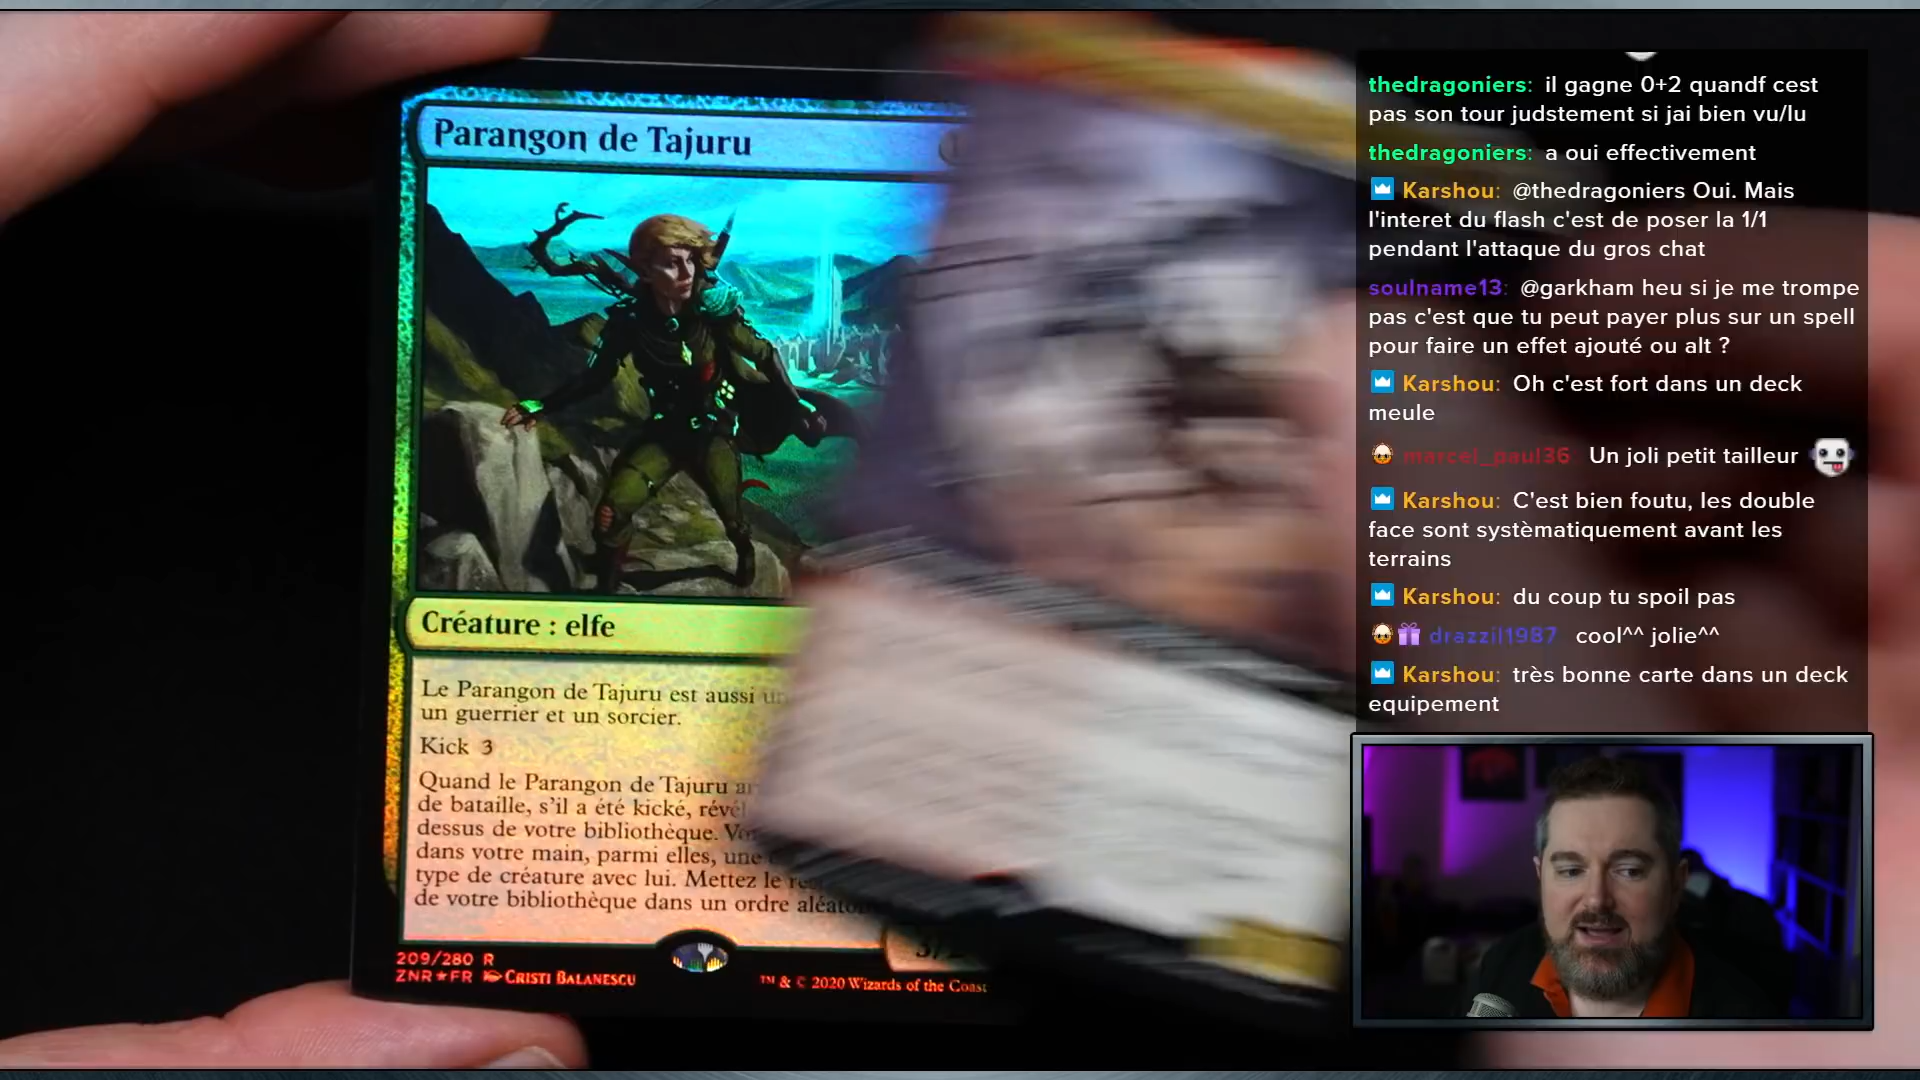 Parangon de Tajuru
Créature : elfe
Le Parangon de Tajuru est aussi
un guerrier et un sorcier.
Kick 3
Quand le Parangon de Tajuru
de bataille, s'il a été kické,
dessus de votre bibliothèque.
dans votre main, parmi elles, une
type de créature avec lui. Mettez le
de votre bibliothèque dans un ordre
209/280 R
ZNR★FR Cristi Balanescu
™ & © 2020 Wizards of the Coast
thedragoniers: il gagne 0+2 quandf cest
pas son tour judstement si jai bien vu/lu
thedragoniers: a oui effectivement
Karshou: @thedragoniers Oui. Mais
l'interet du flash c'est de poser la 1/1
pendant l'attaque du gros chat
soulname13: @garkham heu si je me trompe
pas c'est que tu peut payer plus sur un spell
pour faire un effet ajouté ou alt ?
Karshou: Oh c'est fort dans un deck
meule
marcel_paul36: Un joli petit tailleur
Karshou: C'est bien foutu, les double
face sont systèmatiquement avant les
terrains
Karshou: du coup tu spoil pas
drazzil1987: cool^^ jolie^^
Karshou: très bonne carte dans un deck
equipement